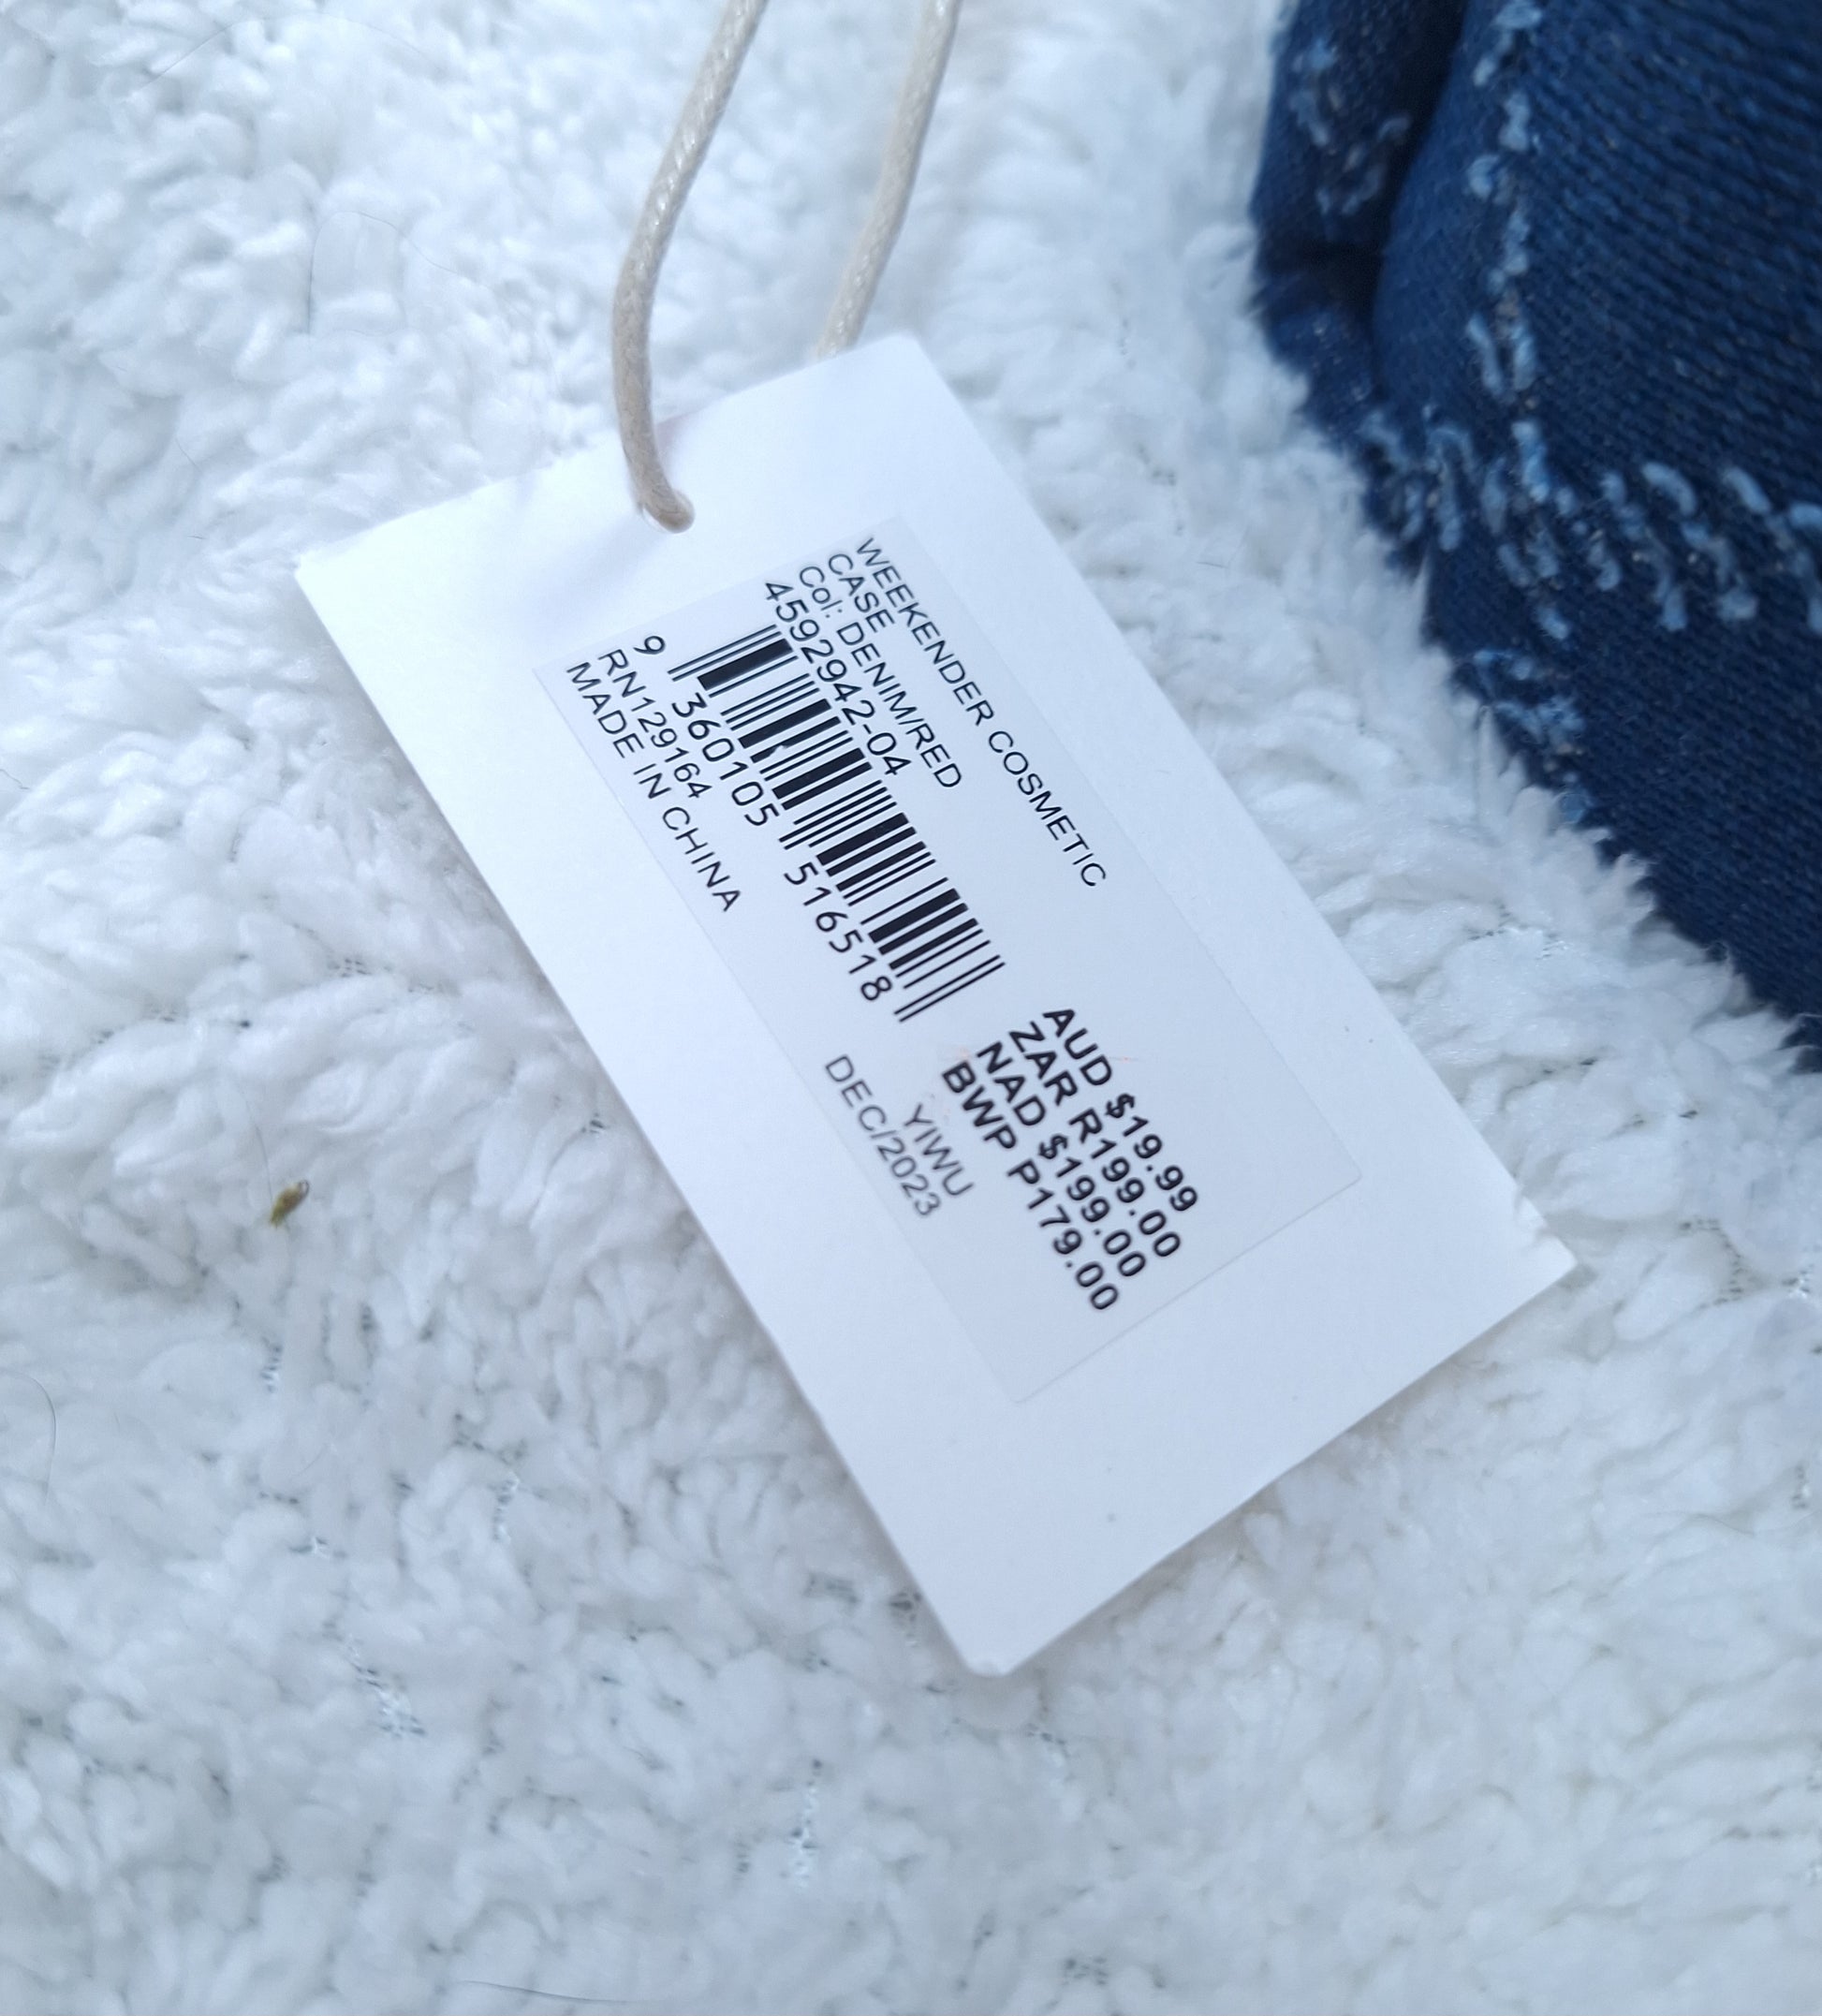 WEEKENDER COSMETIC
CASE
Col: DENIM/RED
4592942-04
9 360105 516518
RN129164
MADE IN CHINA
AUD $19.99
ZAR R199.00
NAD $199.00
BWP P179.00
YIWU
DEC/2023